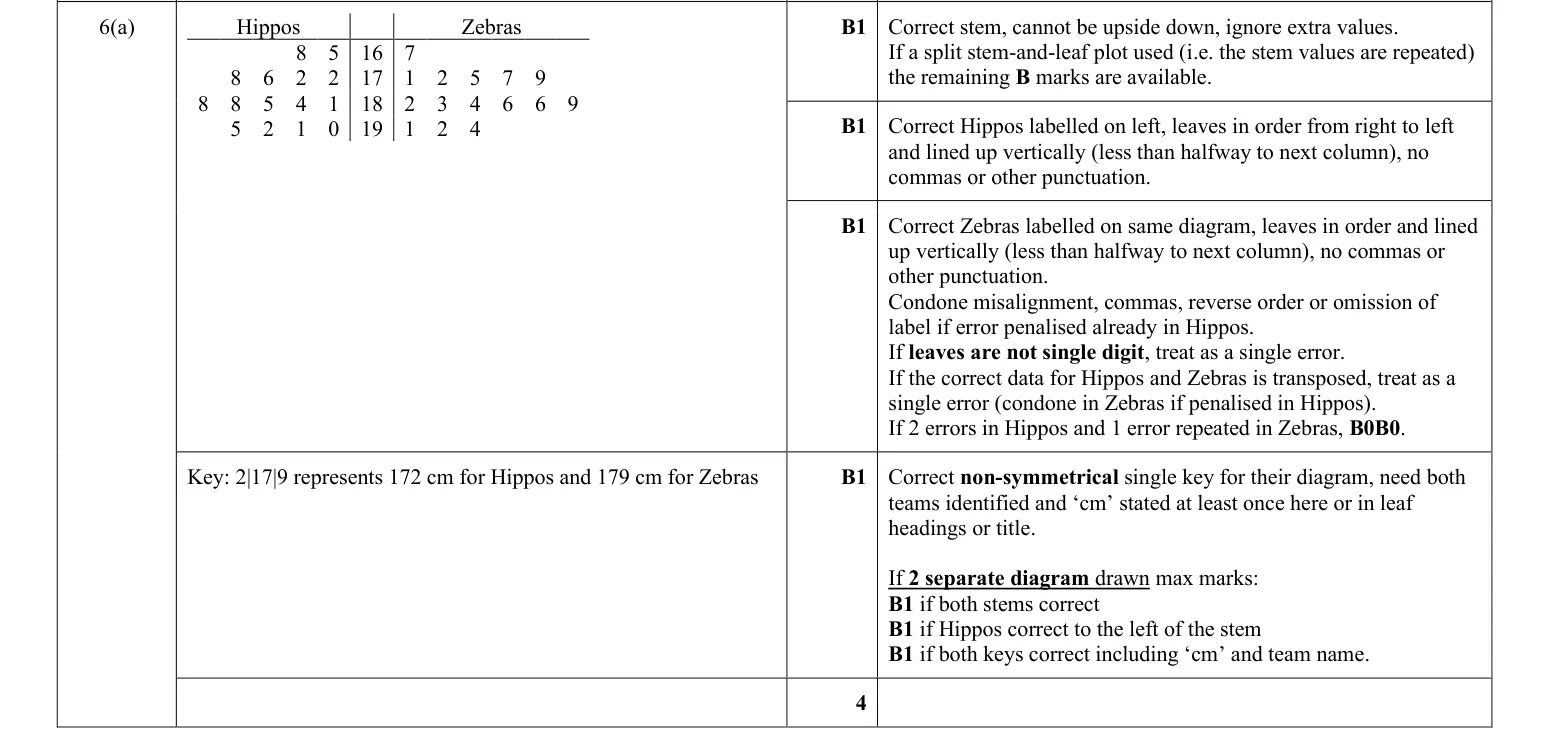 6(a)
Hippos Zebras
8 5 16 7
8 6 2 2 17 1 2 5 7 9
8 8 5 4 1 18 2 3 4 6 6 9
5 2 1 0 19 1 2 4
B1 Correct stem, cannot be upside down, ignore extra values.
If a split stem-and-leaf plot used (i.e. the stem values are repeated)
the remaining B marks are available.
B1 Correct Hippos labelled on left, leaves in order from right to left
and lined up vertically (less than halfway to next column), no
commas or other punctuation.
B1 Correct Zebras labelled on same diagram, leaves in order and lined
up vertically (less than halfway to next column), no commas or
other punctuation.
Condone misalignment, commas, reverse order or omission of
label if error penalised already in Hippos.
If leaves are not single digit, treat as a single error.
If the correct data for Hippos and Zebras is transposed, treat as a
single error (condone in Zebras if penalised in Hippos).
If 2 errors in Hippos and 1 error repeated in Zebras, B0B0.
Key: 2|17|9 represents 172 cm for Hippos and 179 cm for Zebras
B1 Correct non-symmetrical single key for their diagram, need both
teams identified and ‘cm’ stated at least once here or in leaf
headings or title.
If 2 separate diagram drawn max marks:
B1 if both stems correct
B1 if Hippos correct to the left of the stem
B1 if both keys correct including ‘cm’ and team name.
4